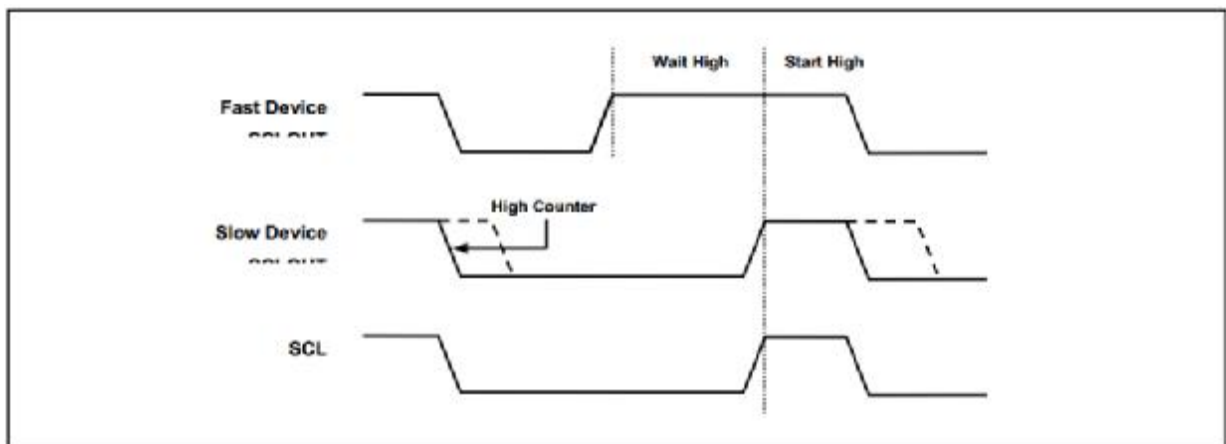 Wait High
Start High
Fast Device
High Counter
Slow Device
SCL